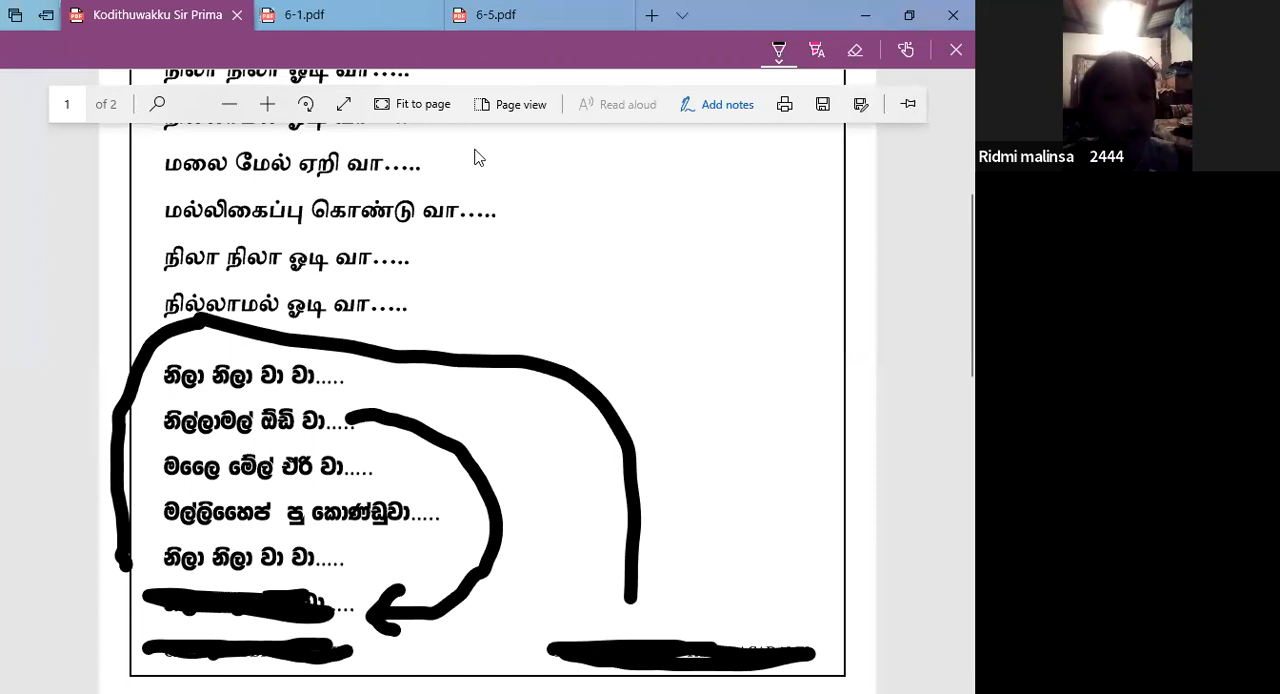 Kodithuwakku Sir Prima
6-1.pdf
6-5.pdf
1 of 2
Fit to page
Page view
Read aloud
Add notes
நிலா நிலா ஓடி வா…..
மலை மேல் ஏறி வா…..
மல்லிகைப்பு கொண்டு வா…..
நிலா நிலா ஓடி வா…..
நில்லாமல் ஓடி வா…..
නිලා නිලා වා වා.....
නිල්ලාමල් ඕඩි වා.....
මලෛ මේල් ඒරි වා.....
මල්ලිහෛප් පු කොණ්ඩුවා.....
නිලා නිලා වා වා.....
Ridmi malinsa 2444